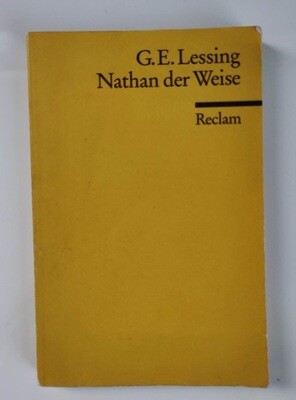 G.E. Lessing
Nathan der Weise
Reclam